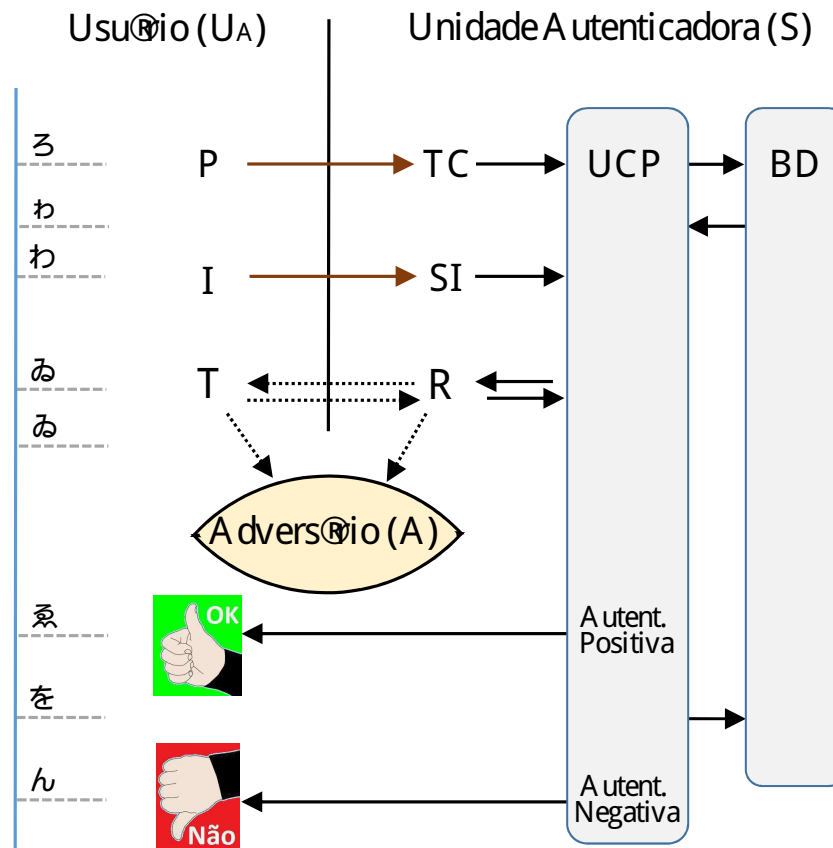 Usu®rio (UA)
Unidade Autenticadora (S)
ろ
P
TC
UCP
BD
ゎ
わ
I
SI
ゐ
T
R
ゐ
Advers®rio (A)
ゑ
OK
Autent.
Positiva
を
ん
Não
Autent.
Negativa